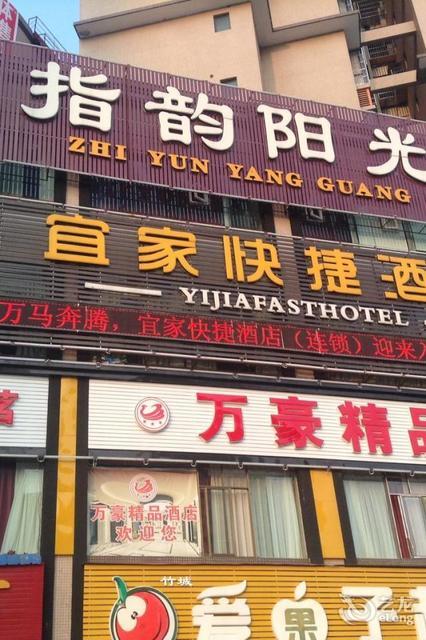 指韵阳光
ZHI YUN YANG GUANG
宜家快捷酒
YIJIAFASTHOTEL
万马奔腾，宜家快捷酒店（连锁）迎来
茗
万豪精品
万豪精品酒店
欢迎您
竹城
爱果
艺龙
eLong